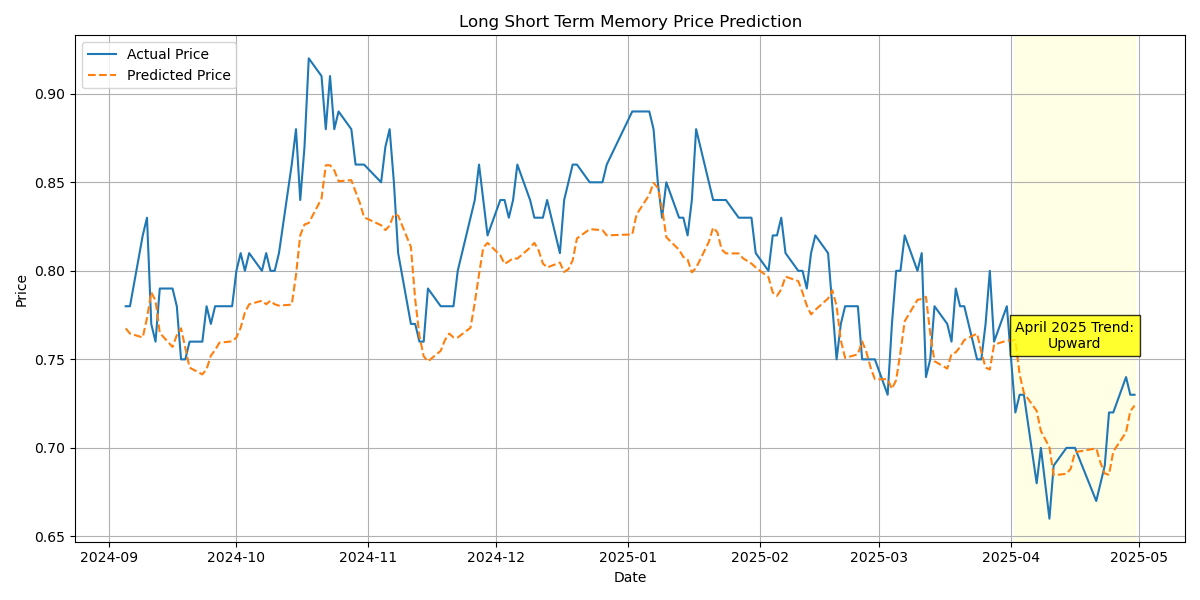 Long Short Term Memory Price Prediction
Actual Price
Predicted Price
April 2025 Trend:
Upward
Price
0.90
0.85
0.80
0.75
0.70
0.65
2024-09 2024-10 2024-11 2024-12 2025-01 2025-02 2025-03 2025-04 2025-05
Date